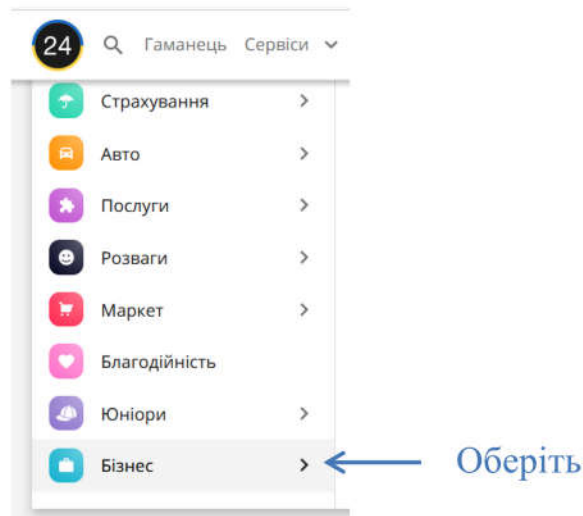 24 Гаманець Сервіси
Страхування
Авто
Послуги
Розваги
Маркет
Благодійність
Юніори
Бізнес Оберіть